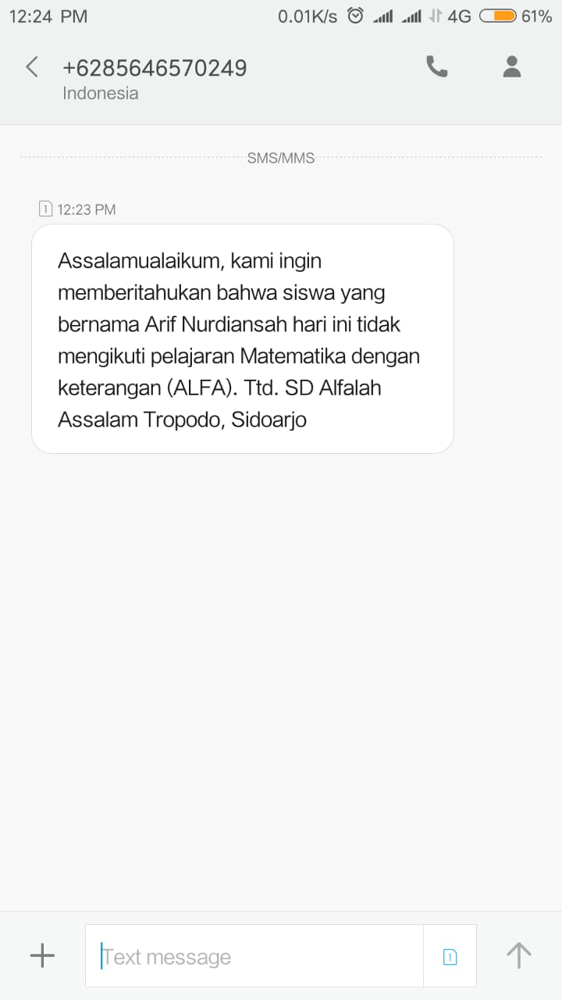 12:24 PM 0.01K/s 4G 61%
+6285646570249
Indonesia
SMS/MMS
1 12:23 PM
Assalamualaikum, kami ingin
memberitahukan bahwa siswa yang
bernama Arif Nurdiansah hari ini tidak
mengikuti pelajaran Matematika dengan
keterangan (ALFA). Ttd. SD Alfalah
Assalam Tropodo, Sidoarjo
Text message 1